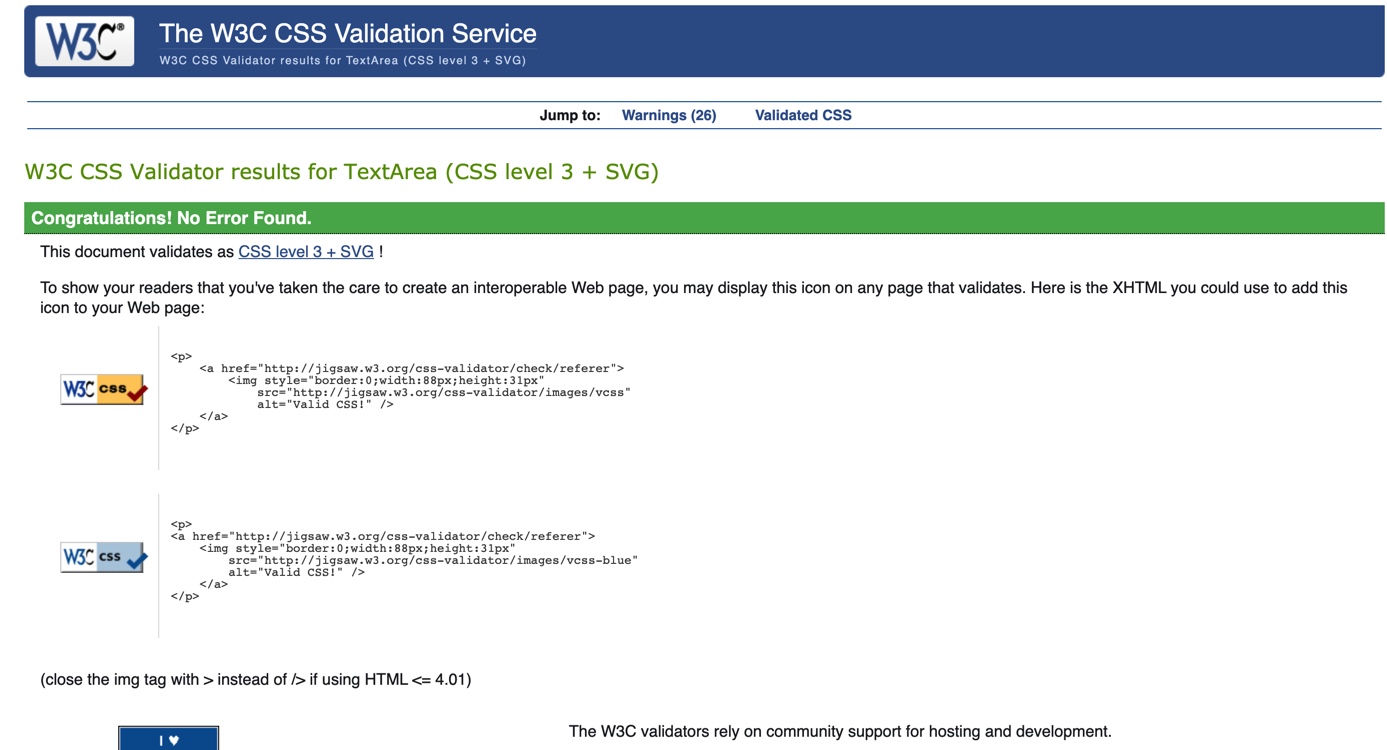 W3C®
The W3C CSS Validation Service
W3C CSS Validator results for TextArea (CSS level 3 + SVG)
Jump to: Warnings (26) Validated CSS
W3C CSS Validator results for TextArea (CSS level 3 + SVG)
Congratulations! No Error Found.
This document validates as CSS level 3 + SVG !
To show your readers that you've taken the care to create an interoperable Web page, you may display this icon on any page that validates. Here is the XHTML you could use to add this
icon to your Web page:
W3C css
<p>
    <a href="http://jigsaw.w3.org/css-validator/check/referer">
        <img style="border:0;width:88px;height:31px"
            src="http://jigsaw.w3.org/css-validator/images/vcss"
            alt="Valid CSS!" />
    </a>
</p>
W3C css
<p>
<a href="http://jigsaw.w3.org/css-validator/check/referer">
    <img style="border:0;width:88px;height:31px"
        src="http://jigsaw.w3.org/css-validator/images/vcss-blue"
        alt="Valid CSS!" />
    </a>
</p>
(close the img tag with > instead of /> if using HTML <= 4.01)
I ♥
The W3C validators rely on community support for hosting and development.